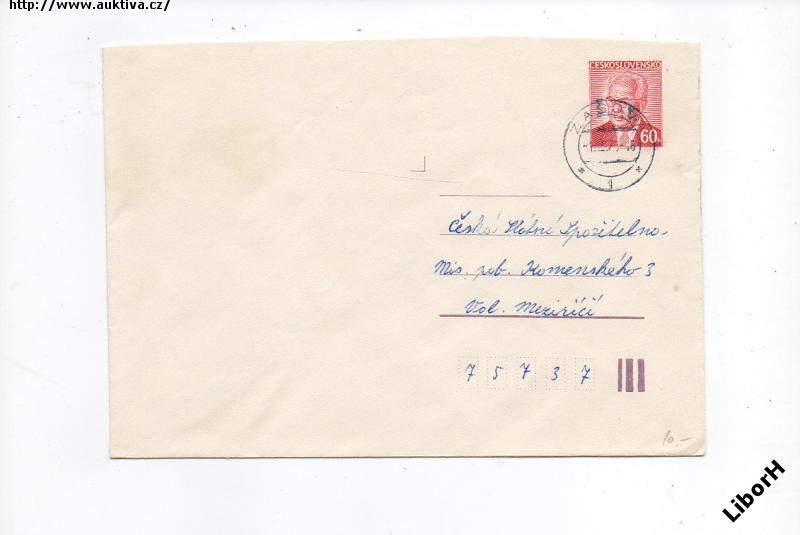 http://www.auktiva.cz/
ČESKOSLOVENSKO
60
Česká Státní Spořitelna
Mís. pob. Komenského 3
Val. Meziříčí
7 5 7 3 7
10.-
LiborH